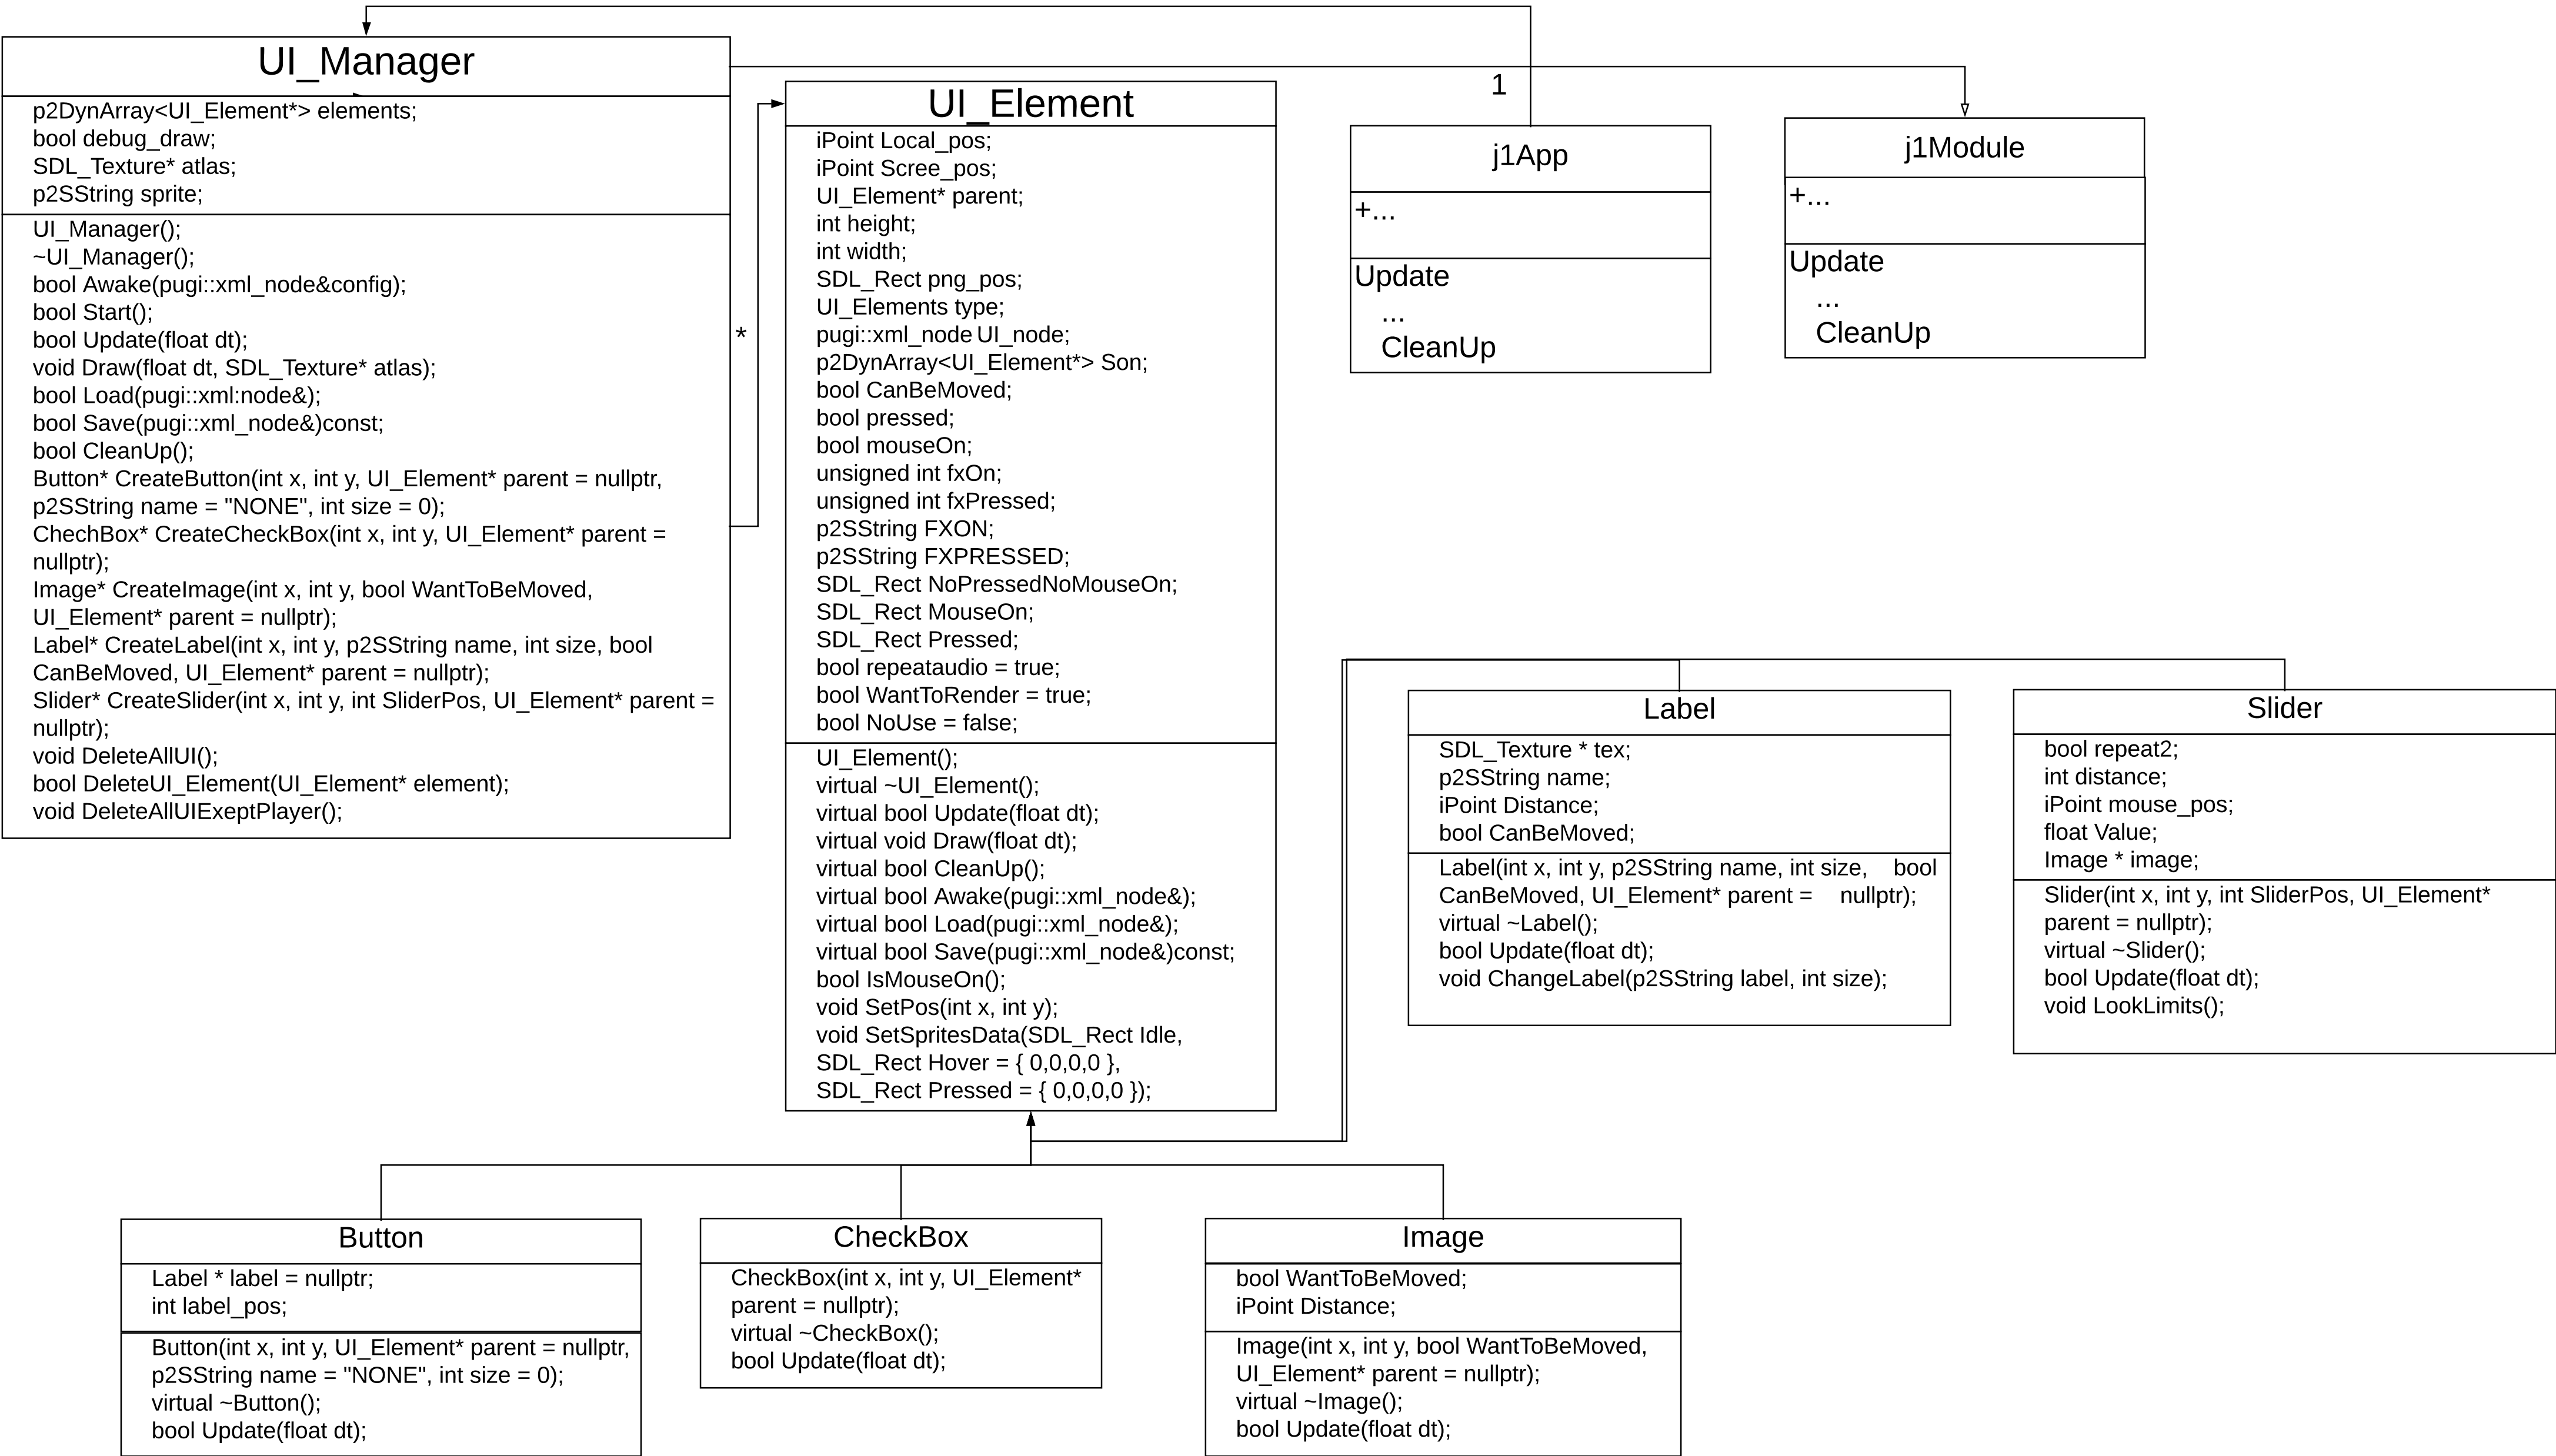 UI_Manager
p2DynArray<UI_Element*> elements;
bool debug_draw;
SDL_Texture* atlas;
p2SString sprite;
UI_Manager();
~UI_Manager();
bool Awake(pugi::xml_node&config);
bool Start();
bool Update(float dt);
void Draw(float dt, SDL_Texture* atlas);
bool Load(pugi::xml:node&);
bool Save(pugi::xml_node&)const;
bool CleanUp();
Button* CreateButton(int x, int y, UI_Element* parent = nullptr,
p2SString name = "NONE", int size = 0);
ChechBox* CreateCheckBox(int x, int y, UI_Element* parent =
nullptr);
Image* CreateImage(int x, int y, bool WantToBeMoved,
UI_Element* parent = nullptr);
Label* CreateLabel(int x, int y, p2SString name, int size, bool
CanBeMoved, UI_Element* parent = nullptr);
Slider* CreateSlider(int x, int y, int SliderPos, UI_Element* parent =
nullptr);
void DeleteAllUI();
bool DeleteUI_Element(UI_Element* element);
void DeleteAllUIExeptPlayer();
*
UI_Element
iPoint Local_pos;
iPoint Scree_pos;
UI_Element* parent;
int height;
int width;
SDL_Rect png_pos;
UI_Elements type;
pugi::xml_node UI_node;
p2DynArray<UI_Element*> Son;
bool CanBeMoved;
bool pressed;
bool mouseOn;
unsigned int fxOn;
unsigned int fxPressed;
p2SString FXON;
p2SString FXPRESSED;
SDL_Rect NoPressedNoMouseOn;
SDL_Rect MouseOn;
SDL_Rect Pressed;
bool repeataudio = true;
bool WantToRender = true;
bool NoUse = false;
UI_Element();
virtual ~UI_Element();
virtual bool Update(float dt);
virtual void Draw(float dt);
virtual bool CleanUp();
virtual bool Awake(pugi::xml_node&);
virtual bool Load(pugi::xml_node&);
virtual bool Save(pugi::xml_node&)const;
bool IsMouseOn();
void SetPos(int x, int y);
void SetSpritesData(SDL_Rect Idle,
SDL_Rect Hover = { 0,0,0,0 },
SDL_Rect Pressed = { 0,0,0,0 });
1
j1App
+...
Update
...
CleanUp
j1Module
+...
Update
...
CleanUp
Label
SDL_Texture * tex;
p2SString name;
iPoint Distance;
bool CanBeMoved;
Label(int x, int y, p2SString name, int size, bool
CanBeMoved, UI_Element* parent = nullptr);
virtual ~Label();
bool Update(float dt);
void ChangeLabel(p2SString label, int size);
Slider
bool repeat2;
int distance;
iPoint mouse_pos;
float Value;
Image * image;
Slider(int x, int y, int SliderPos, UI_Element*
parent = nullptr);
virtual ~Slider();
bool Update(float dt);
void LookLimits();
Button
Label * label = nullptr;
int label_pos;
Button(int x, int y, UI_Element* parent = nullptr,
p2SString name = "NONE", int size = 0);
virtual ~Button();
bool Update(float dt);
CheckBox
CheckBox(int x, int y, UI_Element*
parent = nullptr);
virtual ~CheckBox();
bool Update(float dt);
Image
bool WantToBeMoved;
iPoint Distance;
Image(int x, int y, bool WantToBeMoved,
UI_Element* parent = nullptr);
virtual ~Image();
bool Update(float dt);